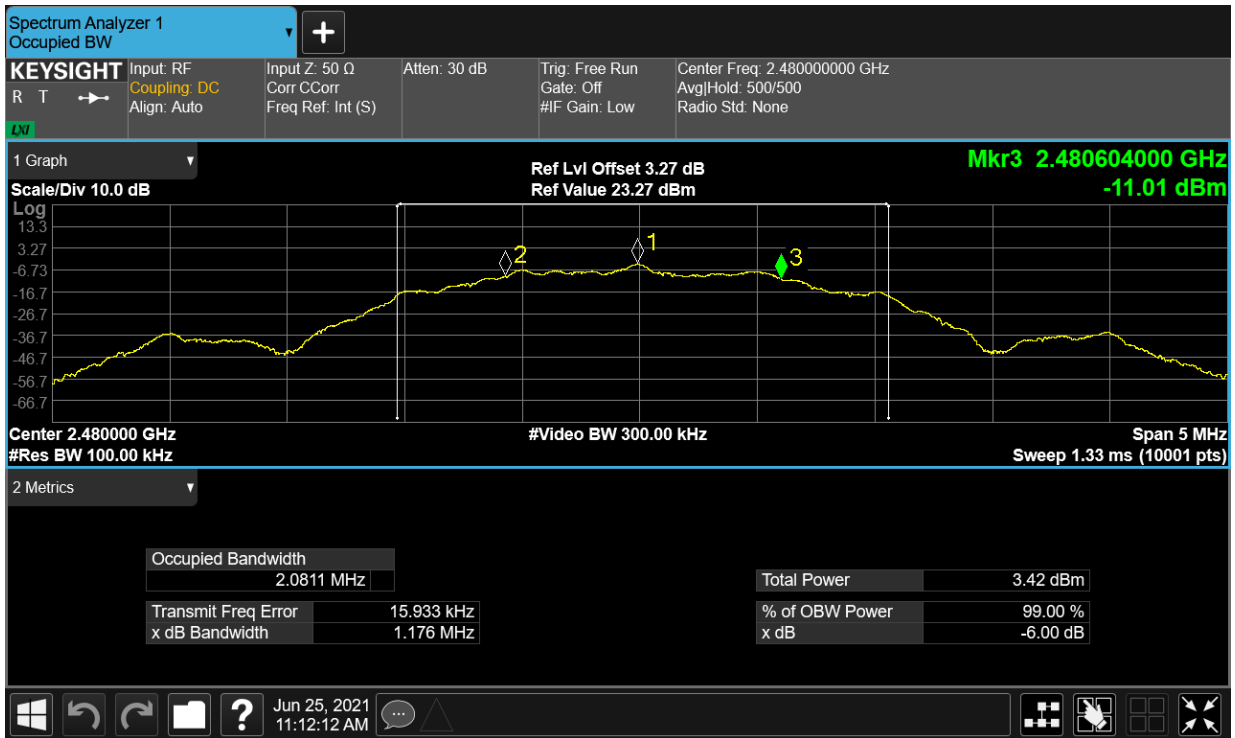 Spectrum Analyzer 1
Occupied BW
+
KEYSIGHT
R T
LXI
Input: RF
Coupling: DC
Align: Auto
Input Z: 50 Ω
Corr CCorr
Freq Ref: Int (S)
Atten: 30 dB
Trig: Free Run
Gate: Off
#IF Gain: Low
Center Freq: 2.480000000 GHz
Avg|Hold: 500/500
Radio Std: None
1 Graph
Scale/Div 10.0 dB
Ref Lvl Offset 3.27 dB
Ref Value 23.27 dBm
Mkr3 2.480604000 GHz
-11.01 dBm
Log
13.3
3.27
-6.73
-16.7
-26.7
-36.7
-46.7
-56.7
-66.7
2
1
3
Center 2.480000 GHz
#Video BW 300.00 kHz
Span 5 MHz
#Res BW 100.00 kHz
Sweep 1.33 ms (10001 pts)
2 Metrics
Occupied Bandwidth
2.0811 MHz
Transmit Freq Error 15.933 kHz
x dB Bandwidth 1.176 MHz
Total Power 3.42 dBm
% of OBW Power 99.00 %
x dB -6.00 dB
?
Jun 25, 2021
11:12:12 AM